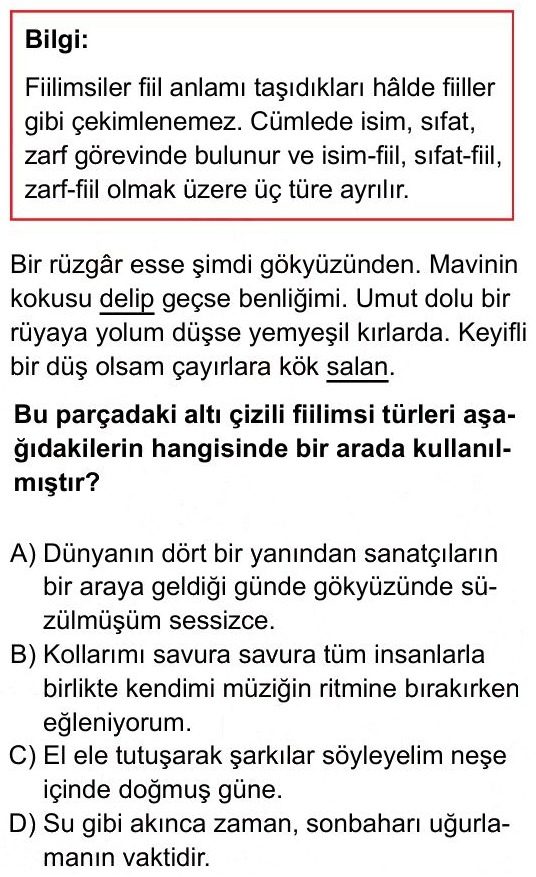 Bilgi:
Fiilimsiler fiil anlamı taşıdıkları hâlde fiiller
gibi çekimlenemez. Cümlede isim, sıfat,
zarf görevinde bulunur ve isim-fiil, sıfat-fiil,
zarf-fiil olmak üzere üç türe ayrılır.
Bir rüzgâr esse şimdi gökyüzünden. Mavinin
kokusu delip geçse benliğimi. Umut dolu bir
rüyaya yolum düşse yemyeşil kırlarda. Keyifli
bir düş olsam çayırlara kök salan.
Bu parçadaki altı çizili fiilimsi türleri aşa-
ğıdakilerin hangisinde bir arada kullanıl-
mıştır?
A) Dünyanın dört bir yanından sanatçıların
bir araya geldiği günde gökyüzünde sü-
zülmüşüm sessizce.
B) Kollarımı savura savura tüm insanlarla
birlikte kendimi müziğin ritmine bırakırken
eğleniyorum.
C) El ele tutuşarak şarkılar söyleyelim neşe
içinde doğmuş güne.
D) Su gibi akınca zaman, sonbaharı uğurla-
manın vaktidir.